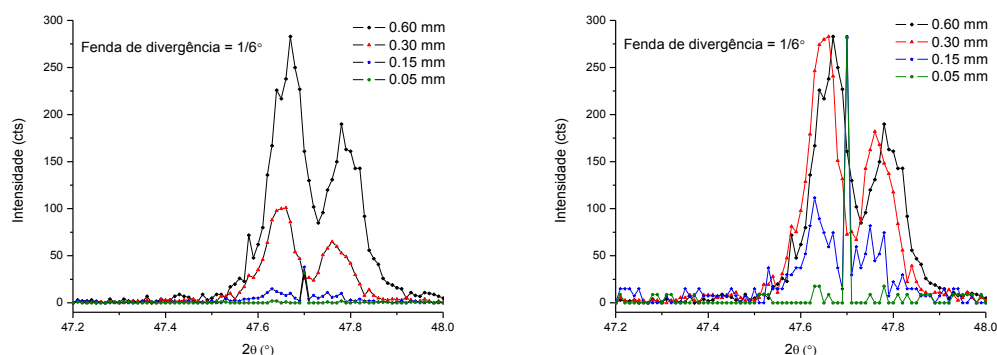 300
250
200
150
100
50
0
Intensidade (cts)
Fenda de divergência = 1/6°
0.60 mm
0.30 mm
0.15 mm
0.05 mm
47.2 47.4 47.6 47.8 48.0
2θ (°)
300
250
200
150
100
50
0
Intensidade (cts)
Fenda de divergência = 1/6°
0.60 mm
0.30 mm
0.15 mm
0.05 mm
47.2 47.4 47.6 47.8 48.0
2θ (°)